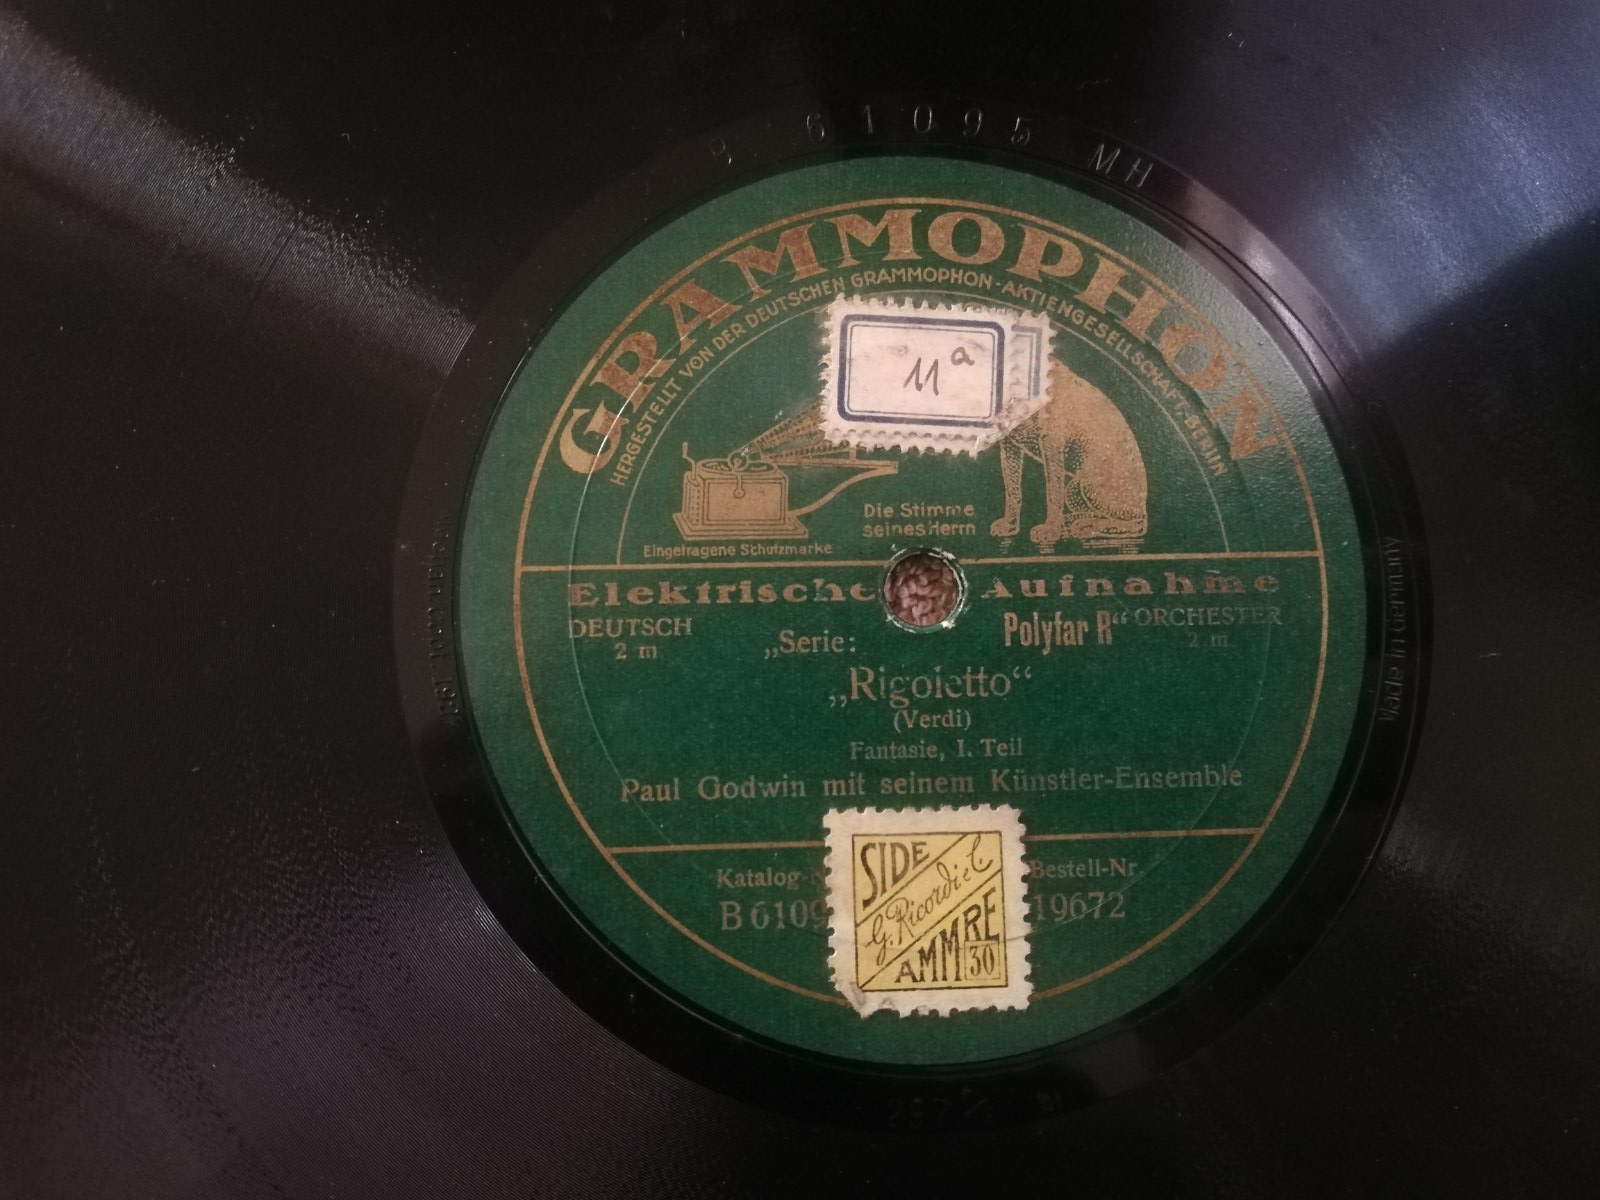 B 61095 MH
GRAMMOPHON
HERGESTELLT VON DER DEUTSCHEN GRAMMOPHON-AKTIENGESELLSCHAFT. BERLIN
11a
Die Stimme
seines Herrn
Eingetragene Schutzmarke
Elektrische Aufnahme
DEUTSCH „Serie: Polyfar R“ ORCHESTER
2 m 2 m
„Rigoletto“
(Verdi)
Fantasie, I. Teil
Paul Godwin mit seinem Künstler-Ensemble
Katalog- Bestell-Nr.
B 6109 19672
SIDE
G. Ricordi e C.
AMMRE
30
Made in Germany